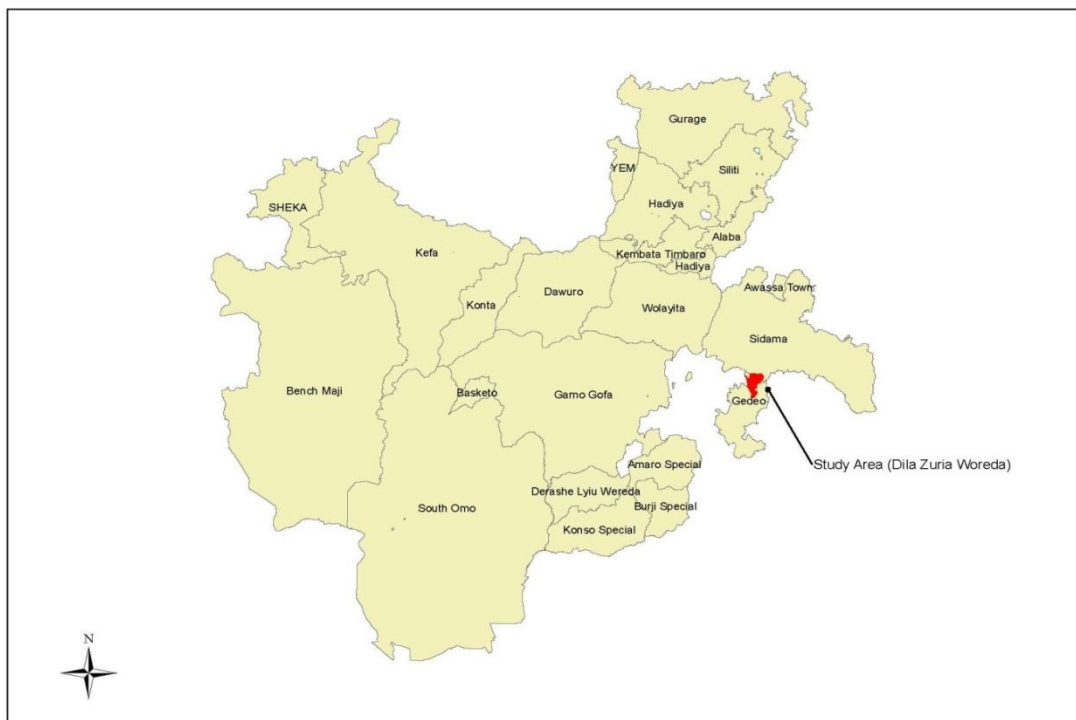 Gurage
YEM
Siliti
SHEKA
Hadiya
Alaba
Kefa
Kembata Timbaro
Hadiya
Awassa Town
Konta
Dawuro
Wolayita
Sidama
Bench Maji
Basketo
Gamo Gofa
Gedeo
Study Area (Dila Zuria Woreda)
Amaro Special
Derashe Lyiu Wereda
South Omo
Burji Special
Konso Special
N